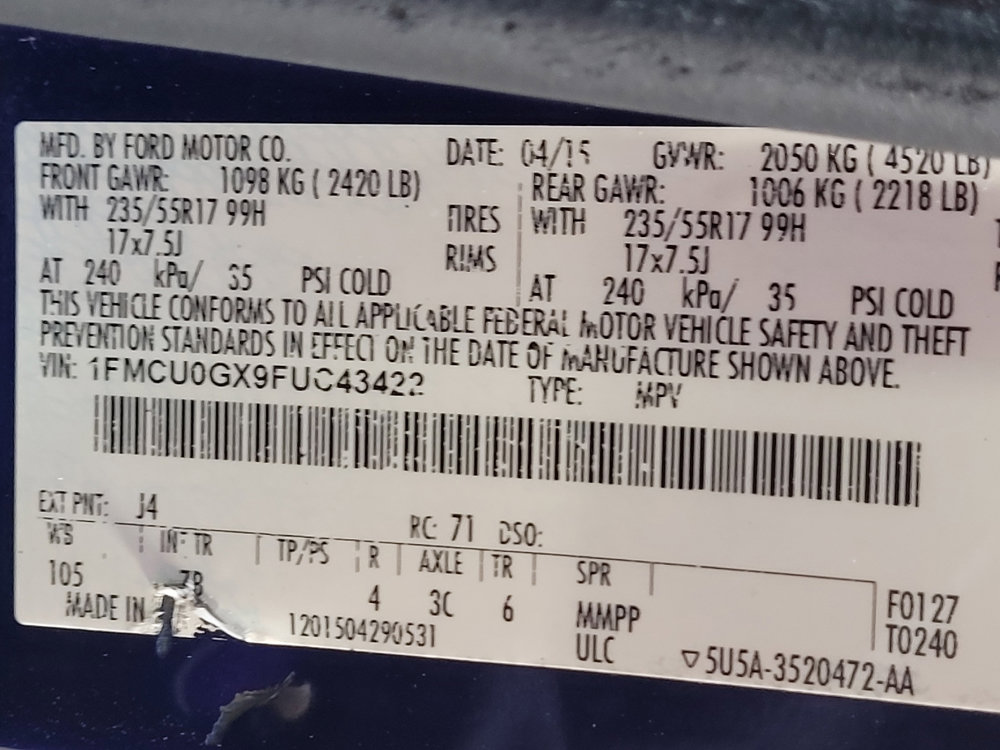 MFD. BY FORD MOTOR CO. DATE: 04/15 GVWR: 2050 KG ( 4520 LB)
FRONT GAWR: 1098 KG ( 2420 LB) REAR GAWR: 1006 KG ( 2218 LB)
WITH 235/55R17 99H TIRES WITH 235/55R17 99H
17x7.5J RIMS 17x7.5J
AT 240 kPa/ 35 PSI COLD AT 240 kPa/ 35 PSI COLD
THIS VEHICLE CONFORMS TO ALL APPLICABLE FEDERAL MOTOR VEHICLE SAFETY AND THEFT
PREVENTION STANDARDS IN EFFECT ON THE DATE OF MANUFACTURE SHOWN ABOVE.
VIN: 1FMCU0GX9FUC43422 TYPE: MPV
EXT PNT: J4 RC: 71 DSO:
WB INT TR TP/PS R AXLE TR SPR
105 7B 4 3C 6 MMPP F0127
MADE IN 1201504290531 ULC T0240
▽5U5A-3520472-AA